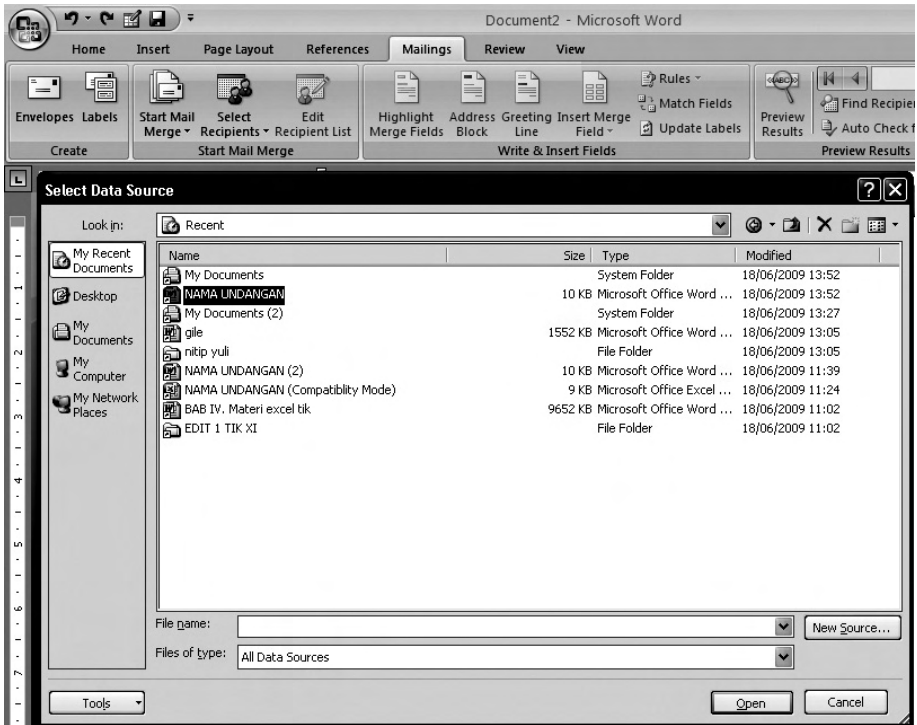 Document2 - Microsoft Word
Home Insert Page Layout References Mailings Review View
Envelopes Labels
Create
Start Mail Merge Select Recipients Edit Recipient List
Start Mail Merge
Highlight Merge Fields Address Block Greeting Line Insert Merge Field
Rules
Match Fields
Update Labels
Write & Insert Fields
Preview Results
Find Recipie
Auto Check f
Preview Results
Select Data Source
Look in: Recent
My Recent Documents
Desktop
My Documents
My Computer
My Network Places
Name Size Type Modified
My Documents System Folder 18/06/2009 13:52
NAMA UNDANGAN 10 KB Microsoft Office Word ... 18/06/2009 13:52
My Documents (2) System Folder 18/06/2009 13:27
gile 1552 KB Microsoft Office Word ... 18/06/2009 13:05
nitip yuli File Folder 18/06/2009 13:05
NAMA UNDANGAN (2) 10 KB Microsoft Office Word ... 18/06/2009 11:39
NAMA UNDANGAN (Compatiblity Mode) 9 KB Microsoft Office Excel ... 18/06/2009 11:24
BAB IV. Materi excel tik 9652 KB Microsoft Office Word ... 18/06/2009 11:02
EDIT 1 TIK XI File Folder 18/06/2009 11:02
File name: New Source...
Files of type: All Data Sources
Tools Open Cancel
1
2
3
4
5
6
7